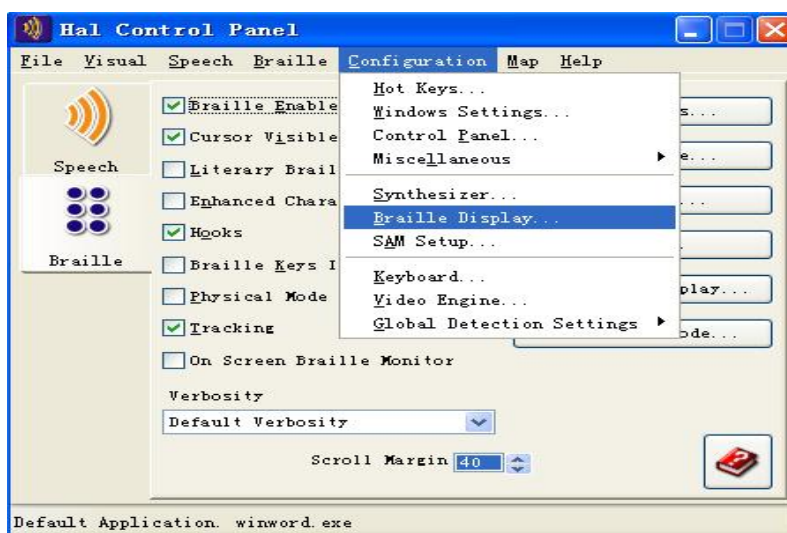 Hal Control Panel
File Visual Speech Braille Configuration Map Help
Hot Keys...
Windows Settings...
Control Panel...
Miscellaneous
Synthesizer...
Braille Display...
SAM Setup...
Keyboard...
Video Engine...
Global Detection Settings
Speech
Braille
Braille Enable
Cursor Visible
Literary Brail
Enhanced Chara
Hooks
Braille Keys I
Physical Mode
Tracking
On Screen Braille Monitor
s...
e...
...
.
play...
ode...
Verbosity
Default Verbosity
Scroll Margin 40
Default Appli cation. winword.exe